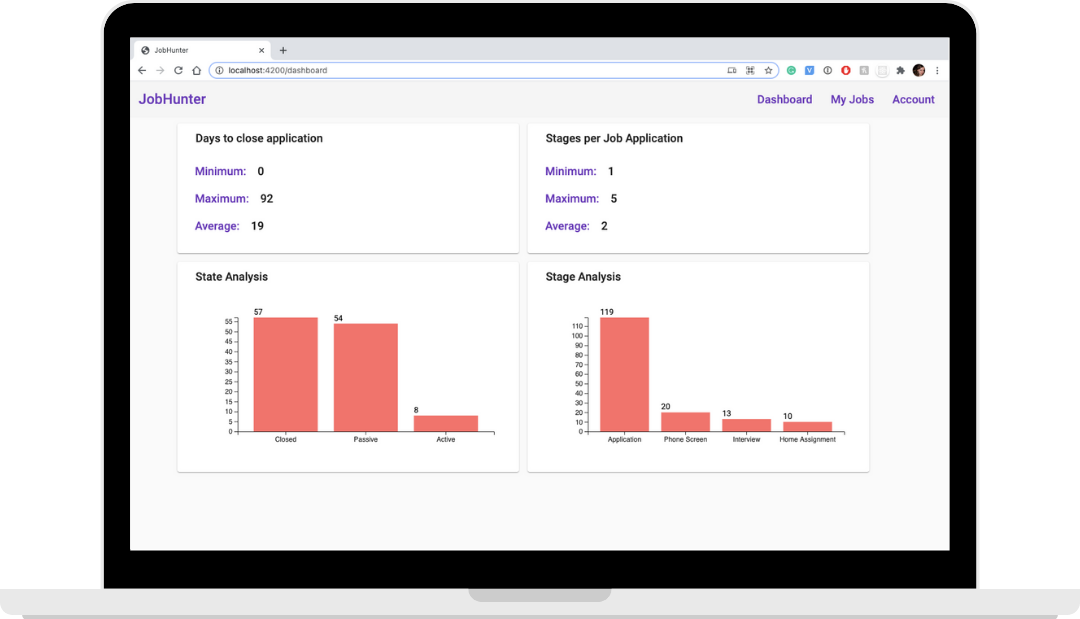 JobHunter
localhost:4200/dashboard
JobHunter
Dashboard My Jobs Account
Days to close application
Minimum: 0
Maximum: 92
Average: 19
Stages per Job Application
Minimum: 1
Maximum: 5
Average: 2
State Analysis
57
54
8
55
50
45
40
35
30
25
20
15
10
5
0
Closed Passive Active
Stage Analysis
119
20
13
10
110
100
90
80
70
60
50
40
30
20
10
0
Application Phone Screen Interview Home Assignment